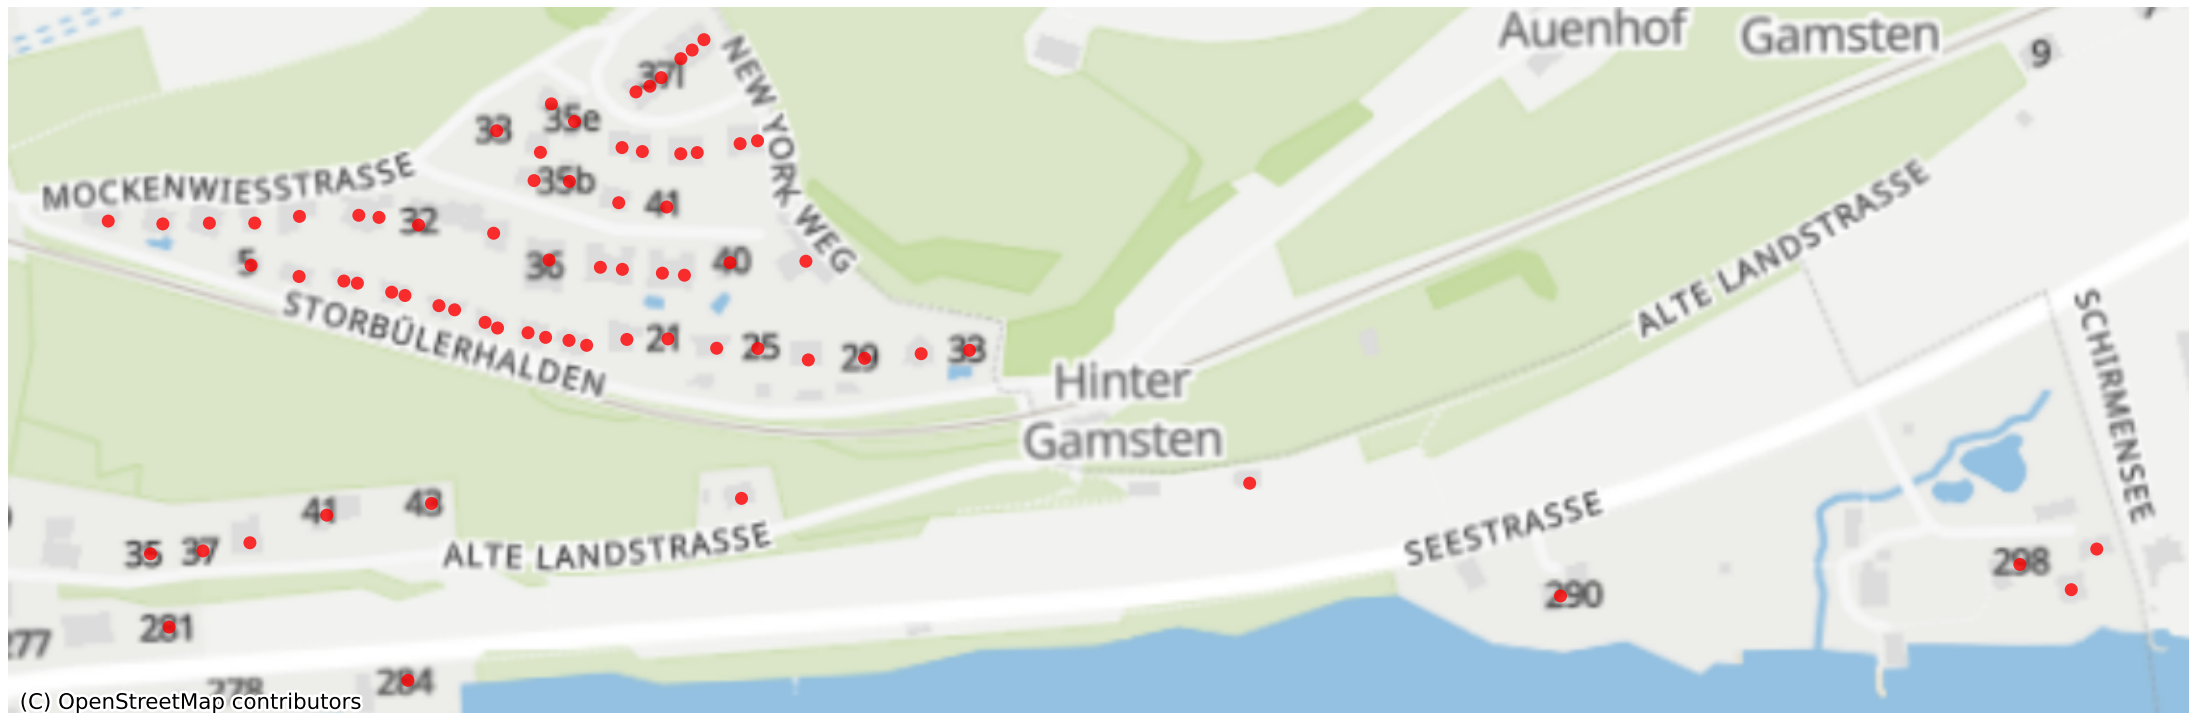 Auenhof
Gamsten
9
NEW YORK WEG
37i
33
35e
35b
41
MOCKENWIESSTRASSE
32
5
36
40
STORBÜLERHALDEN
21
25
29
33
ALTE LANDSTRASSE
SCHIRMENSEE
Hinter
Gamsten
35
37
41
43
ALTE LANDSTRASSE
SEESTRASSE
298
290
281
277
278
284
(C) OpenStreetMap contributors